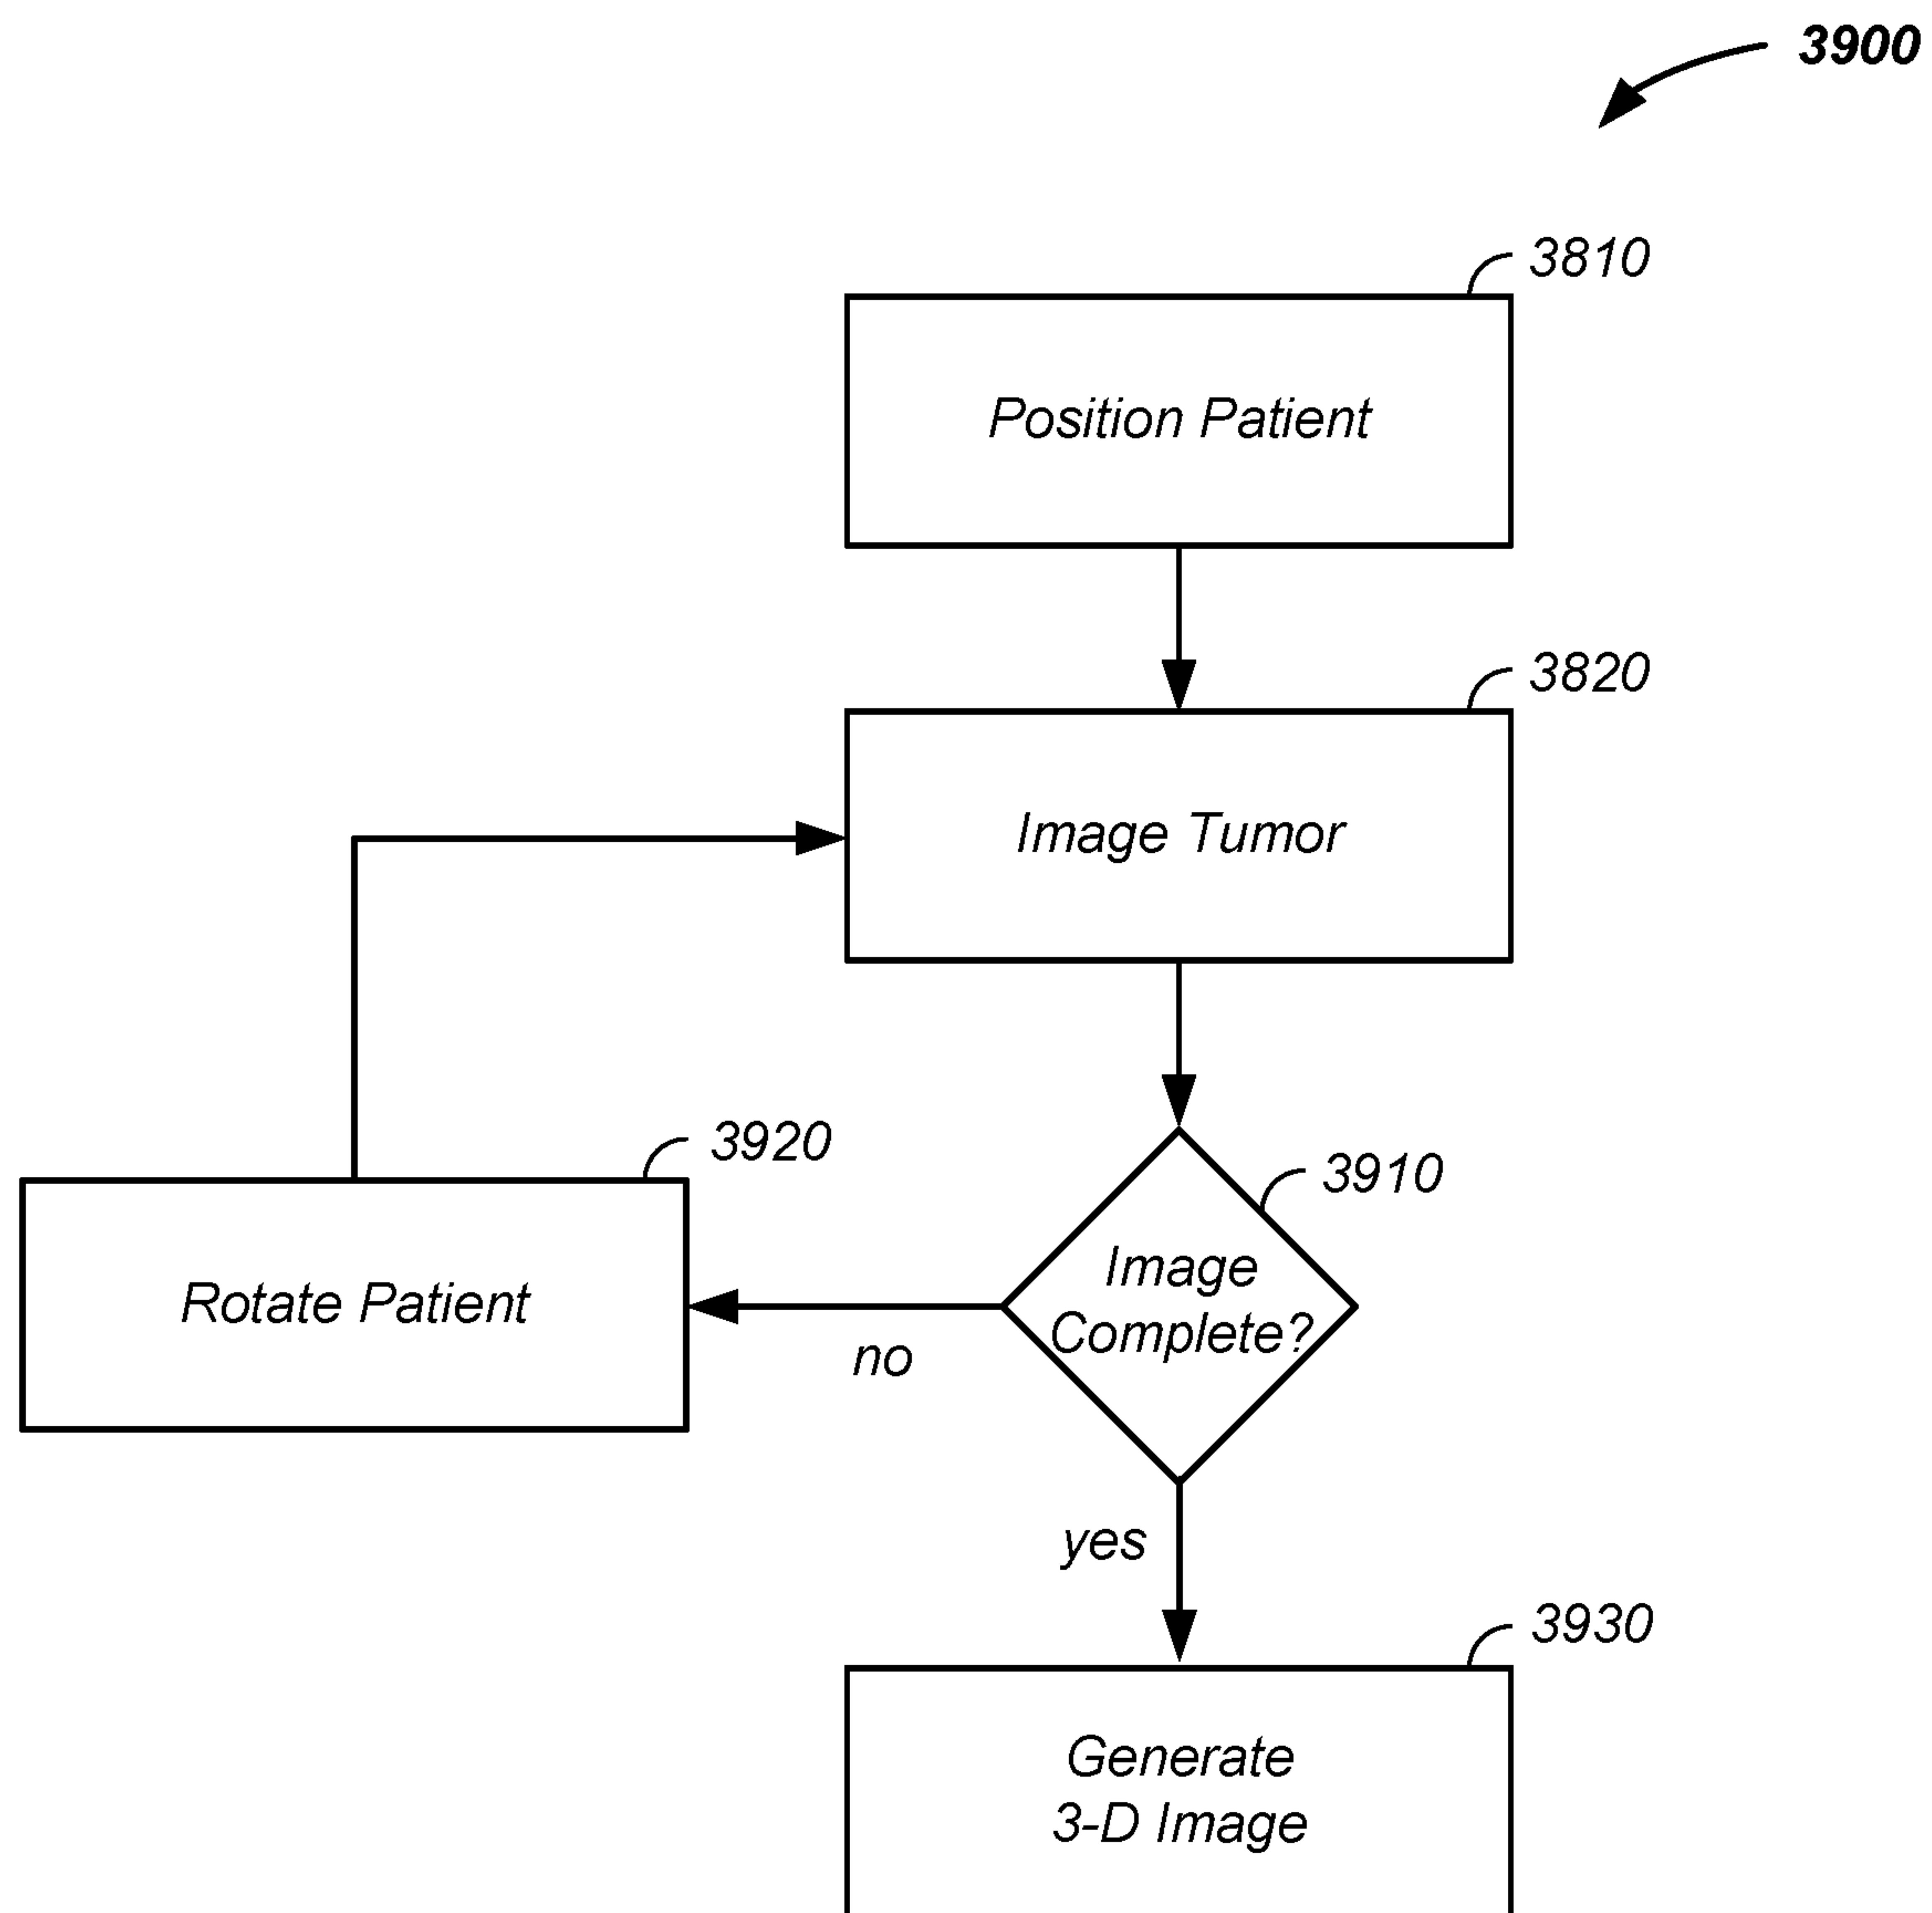 3900
3810
Position Patient
3820
Image Tumor
3920
3910
Rotate Patient
Image
Complete?
no
yes
3930
Generate
3-D Image